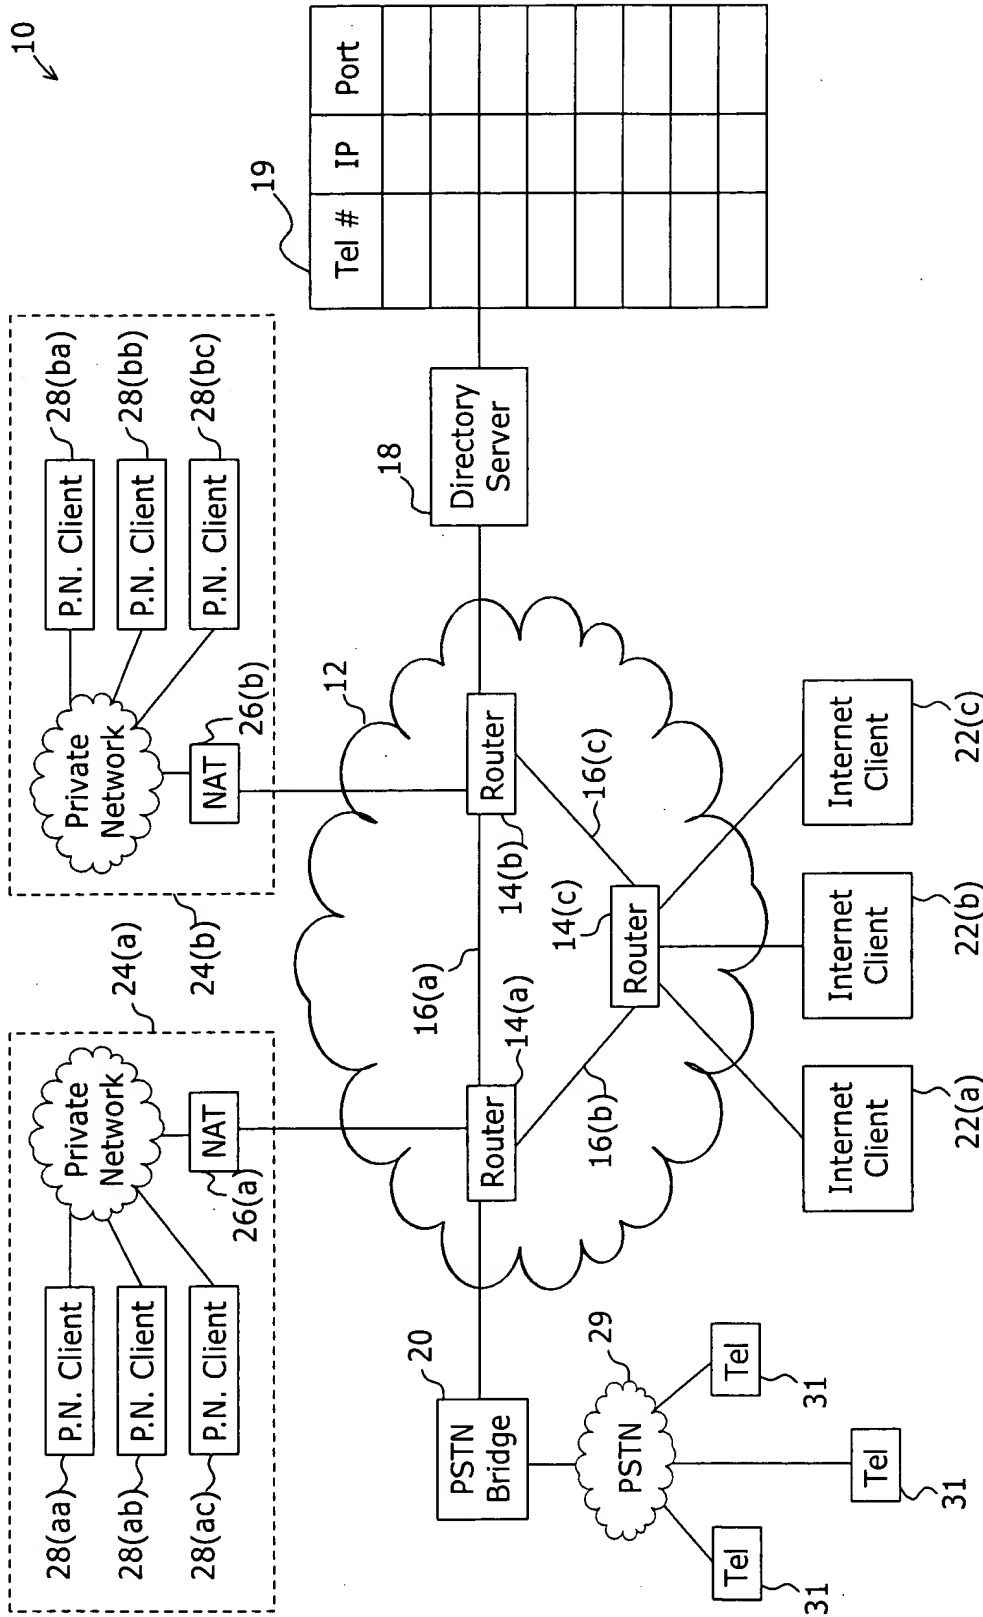 10
24(a)
24(b)
28(aa)
P.N. Client
28(ab)
P.N. Client
28(ac)
P.N. Client
Private
Network
NAT
26(a)
Private
Network
NAT
26(b)
P.N. Client
28(ba)
P.N. Client
28(bb)
P.N. Client
28(bc)
19
Tel # IP Port
12
18
Directory
Server
20
PSTN
Bridge
Router
14(a)
16(a)
Router
14(b)
16(b)
16(c)
14(c)
Router
29
PSTN
Tel
31
Tel
31
Tel
31
Internet
Client
22(a)
Internet
Client
22(b)
Internet
Client
22(c)